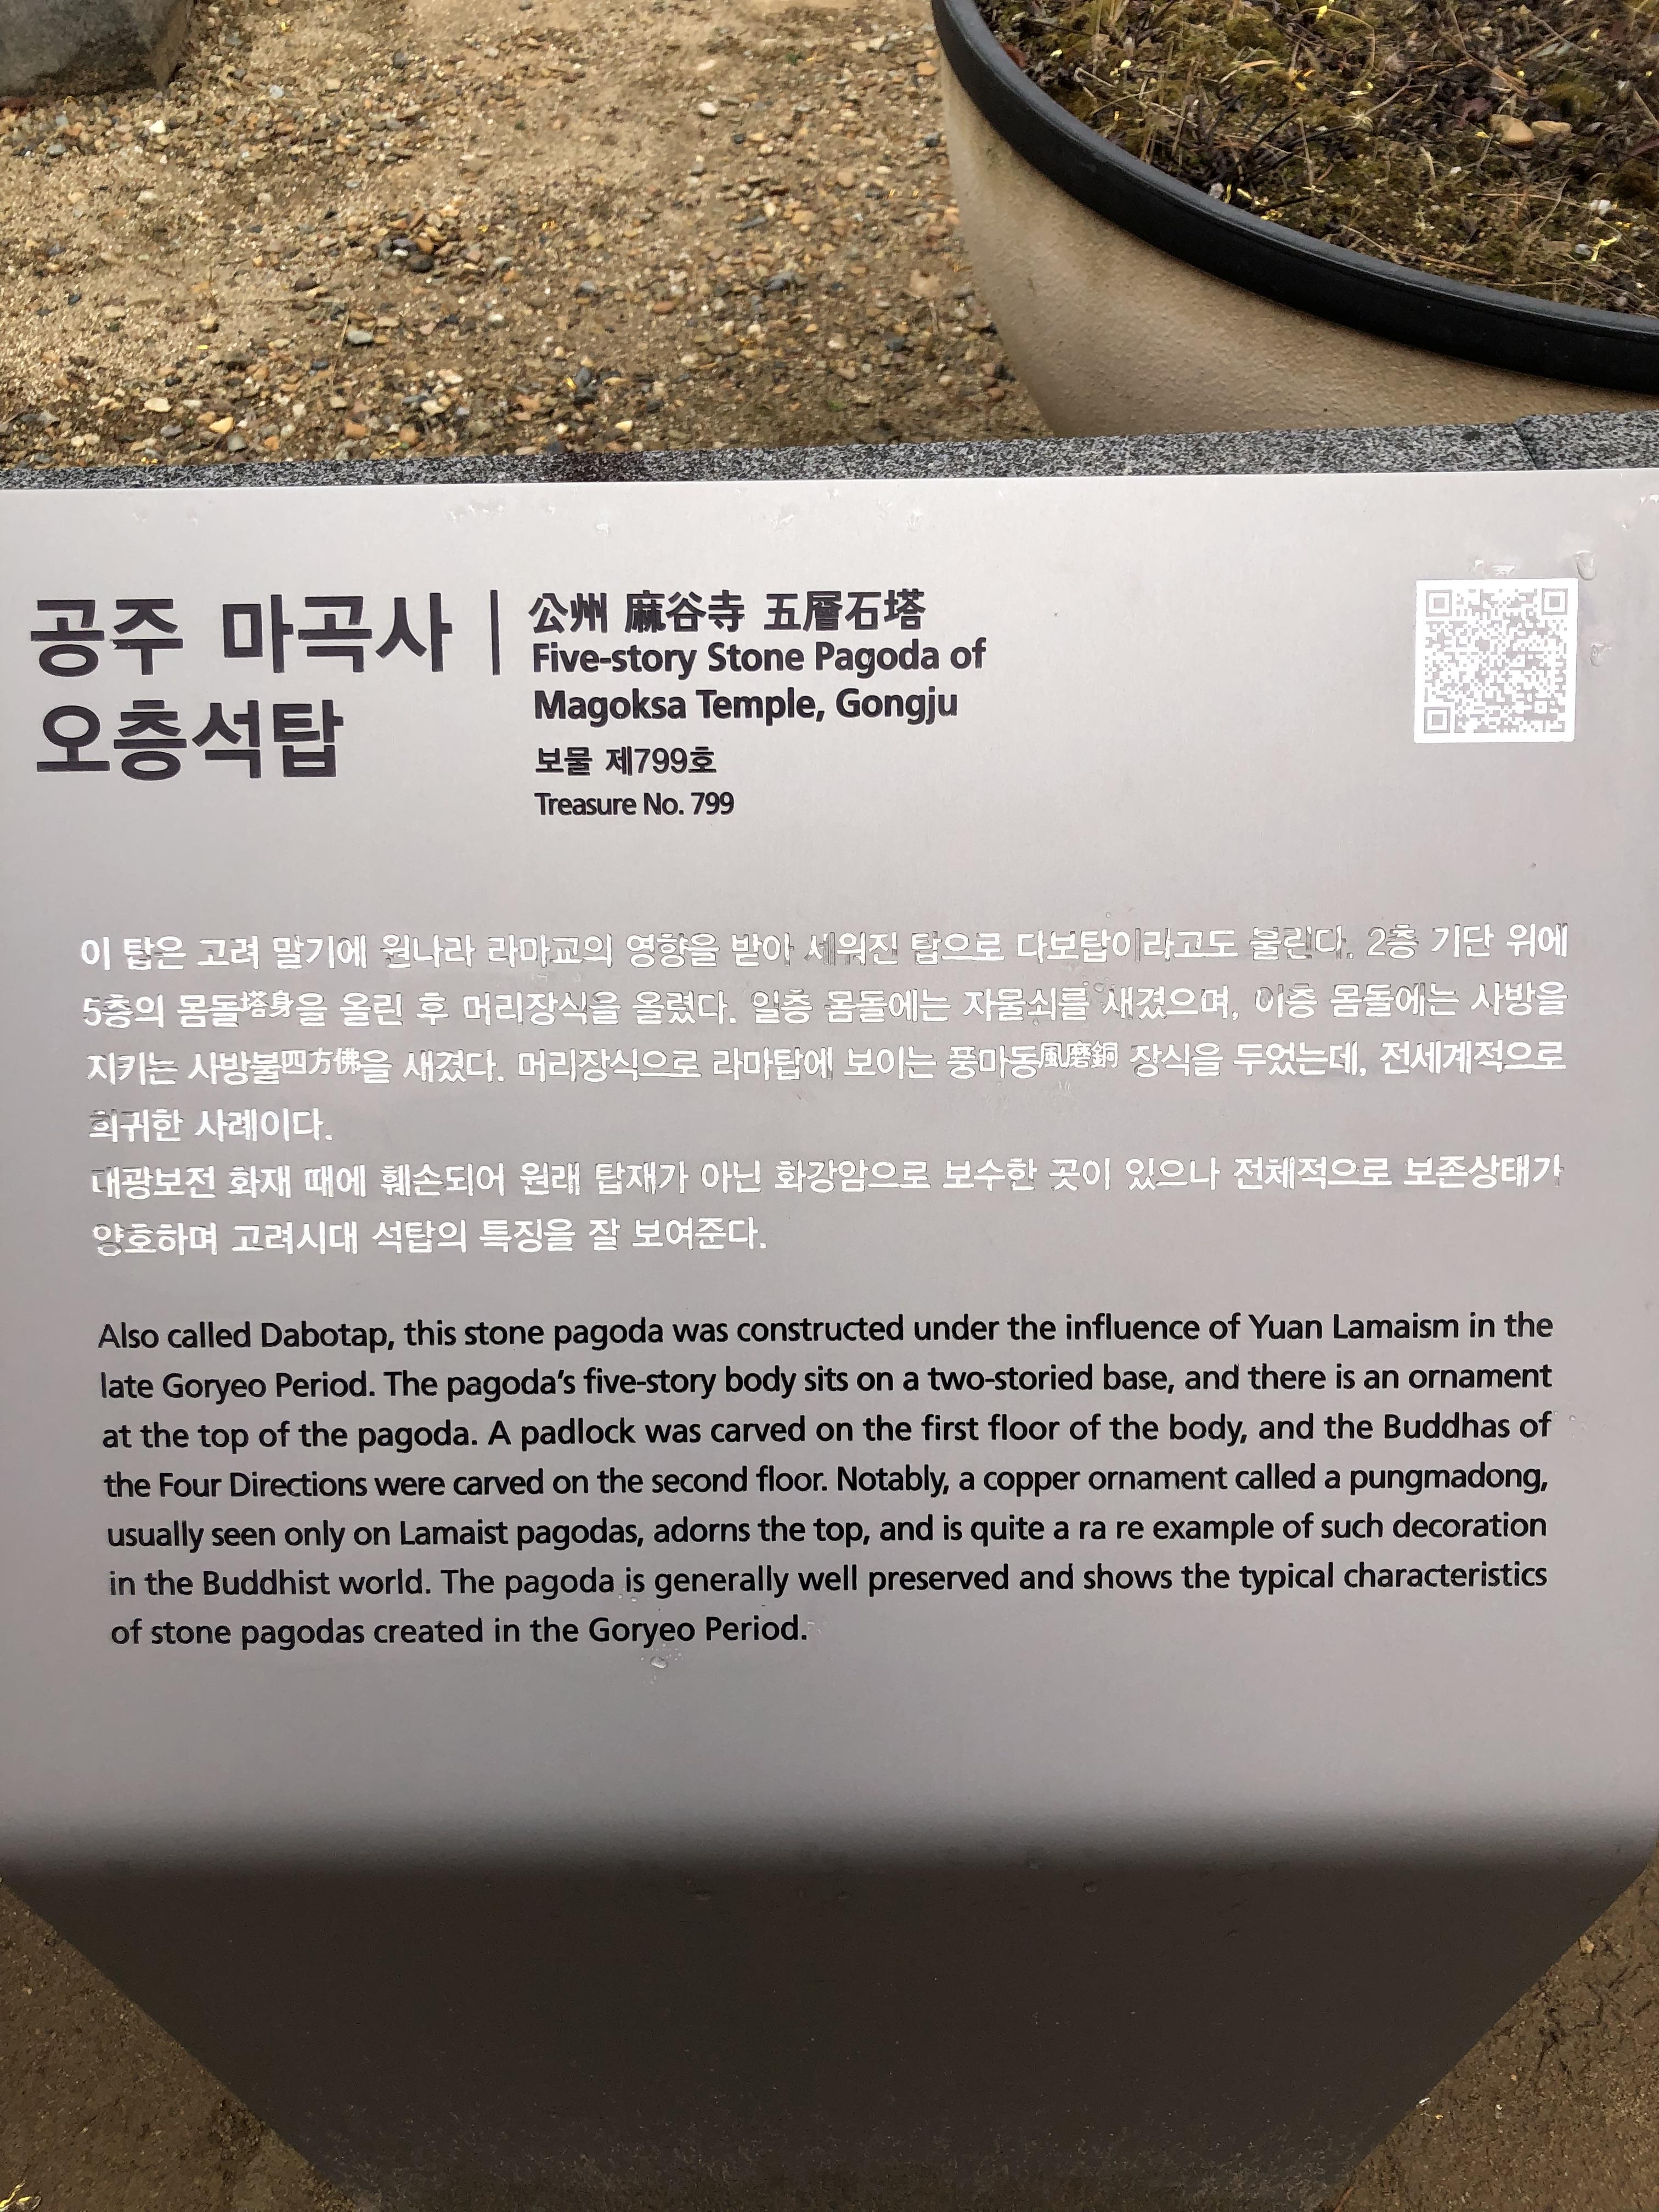 공주 마곡사
오층석탑
公州 麻谷寺 五層石塔
Five-story Stone Pagoda of
Magoksa Temple, Gongju
보물 제799호
Treasure No. 799
이 탑은 고려 말기에 원나라 라마교의 영향을 받아 세워진 탑으로 다보탑이라고도 불린다. 2층 기단 위에
5층의 몸돌塔身을 올린 후 머리장식을 올렸다. 일층 몸돌에는 자물쇠를 새겼으며, 이층 몸돌에는 사방을
지키는 사방불四方佛을 새겼다. 머리장식으로 라마탑에 보이는 풍마동風磨銅 장식을 두었는데, 전세계적으로
희귀한 사례이다.
대광보전 화재 때에 훼손되어 원래 탑재가 아닌 화강암으로 보수한 곳이 있으나 전체적으로 보존상태가
양호하며 고려시대 석탑의 특징을 잘 보여준다.
Also called Dabotap, this stone pagoda was constructed under the influence of Yuan Lamaism in the
late Goryeo Period. The pagoda's five-story body sits on a two-storied base, and there is an ornament
at the top of the pagoda. A padlock was carved on the first floor of the body, and the Buddhas of
the Four Directions were carved on the second floor. Notably, a copper ornament called a pungmadong,
usually seen only on Lamaist pagodas, adorns the top, and is quite a ra re example of such decoration
in the Buddhist world. The pagoda is generally well preserved and shows the typical characteristics
of stone pagodas created in the Goryeo Period.